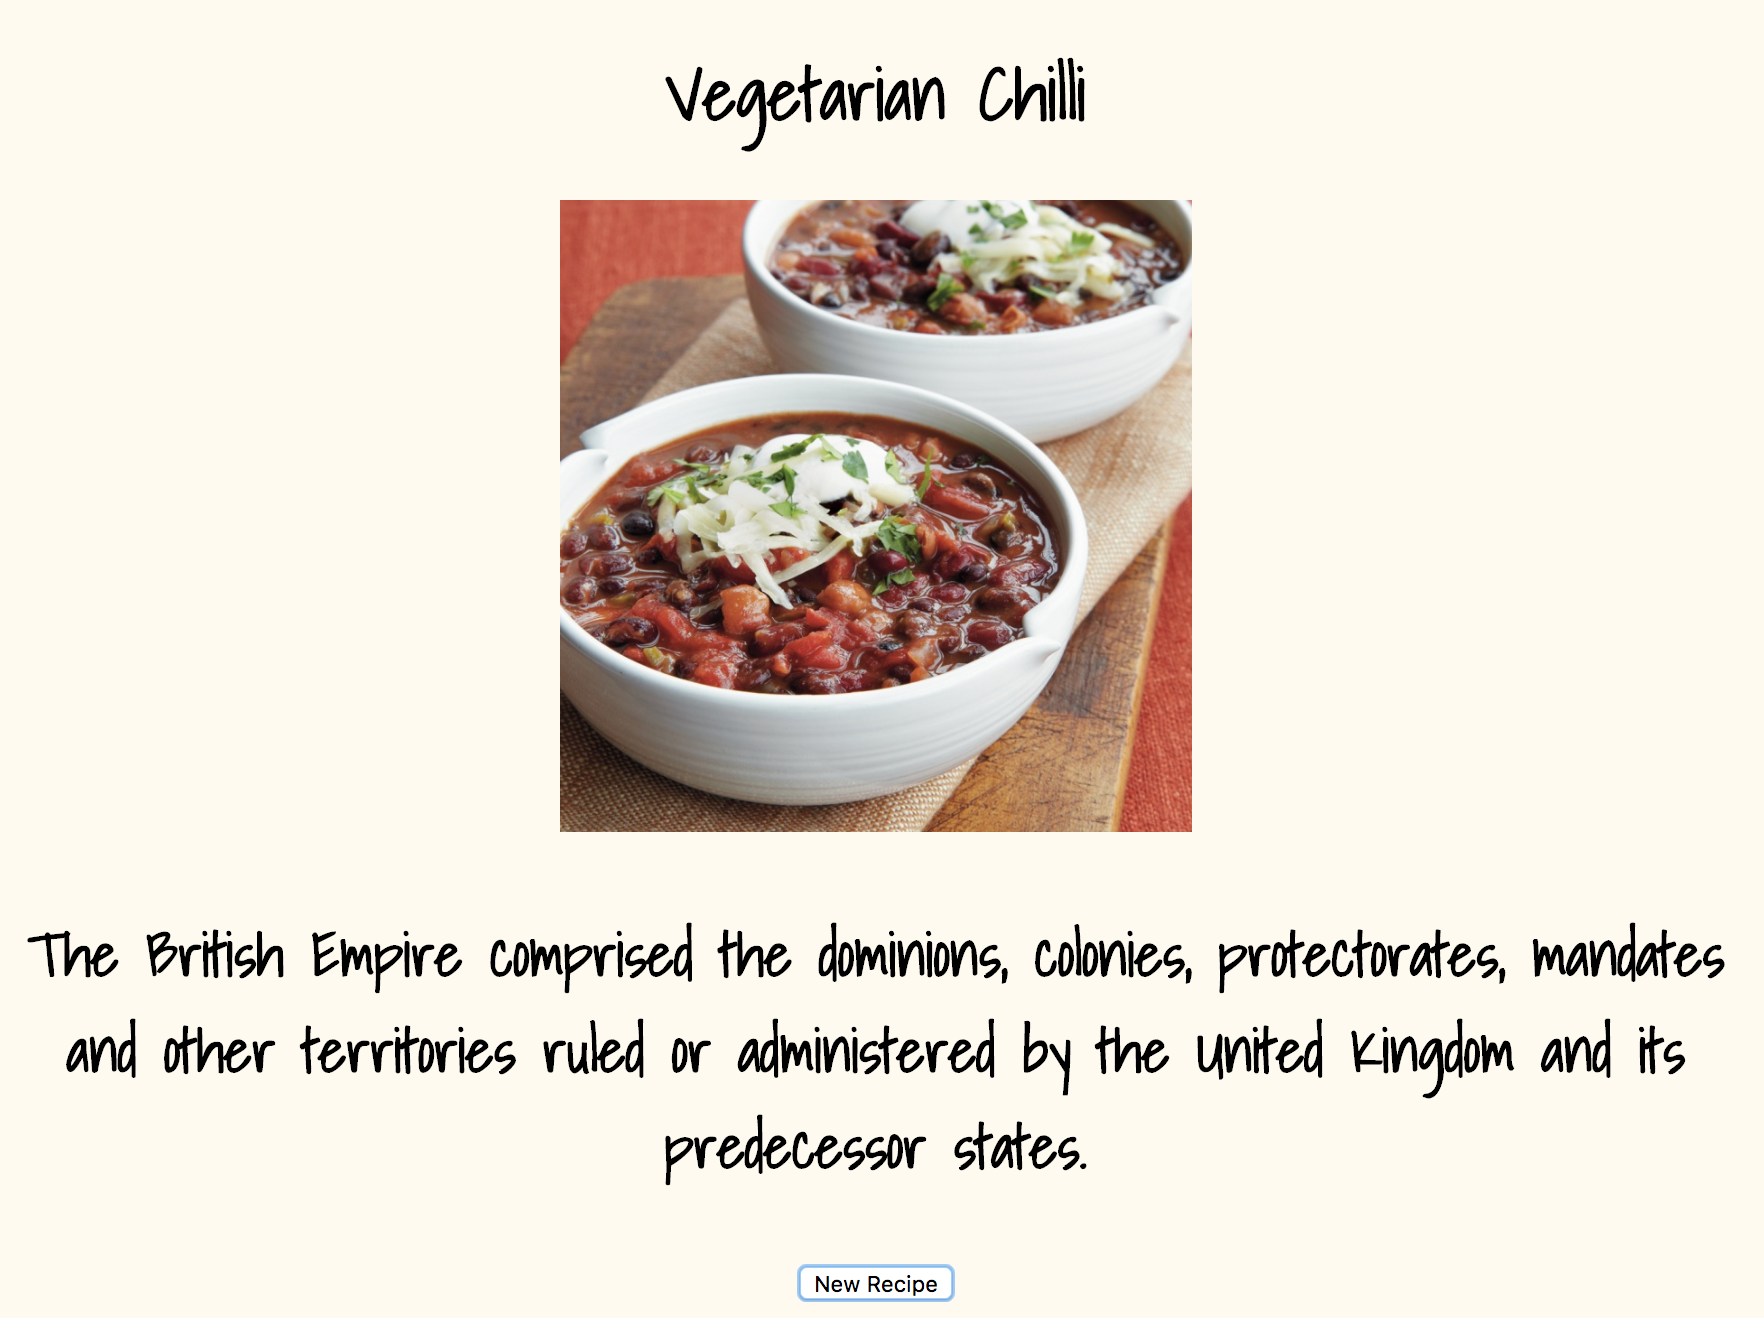 Vegetarian Chilli
The British Empire comprised the dominions, colonies, protectorates, mandates
and other territories ruled or administered by the United Kingdom and its
predecessor states.
New Recipe